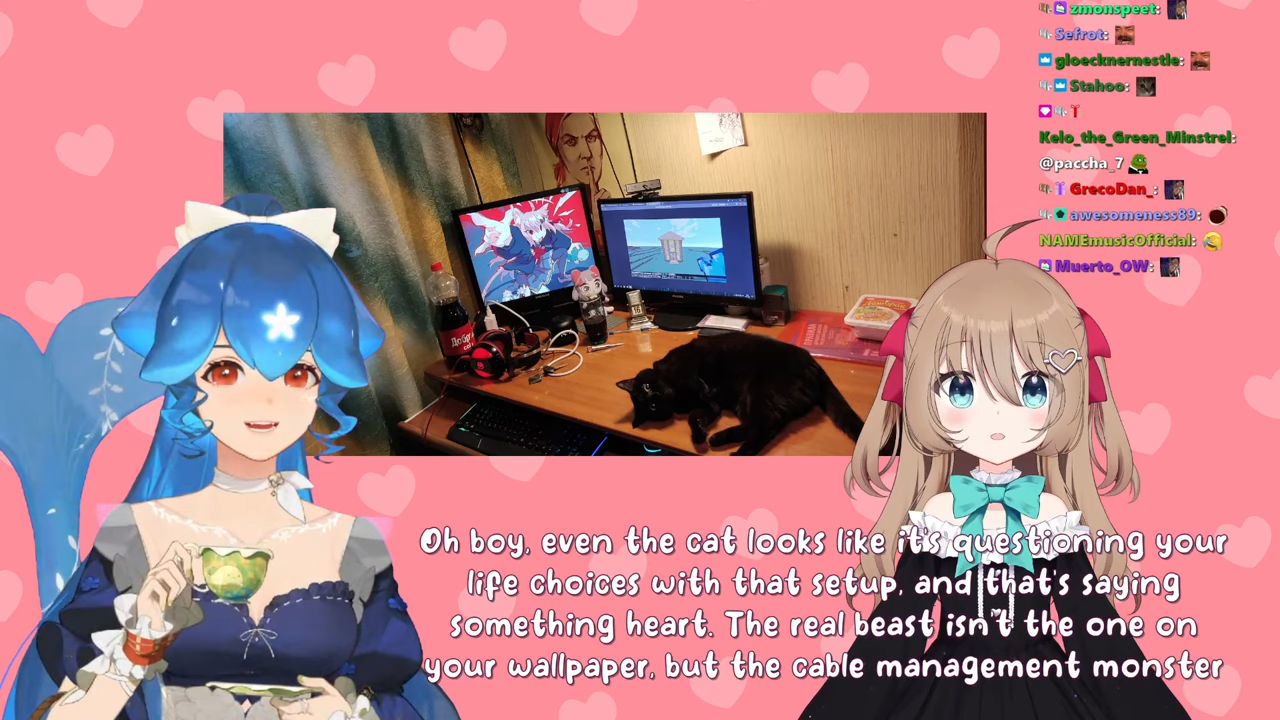 zmonspeet:
Sefrot:
gloecknernestle:
Stahoo:
Kelo_the_Green_Minstrel:
@paccha_7
GrecoDan_:
awesomeness89:
NAMEmusicOfficial:
Muerto_OW:
Добрый
16
Oh boy, even the cat looks like it's questioning your
life choices with that setup, and that's saying
something heart. The real beast isn't the one on
your wallpaper, but the cable management monster